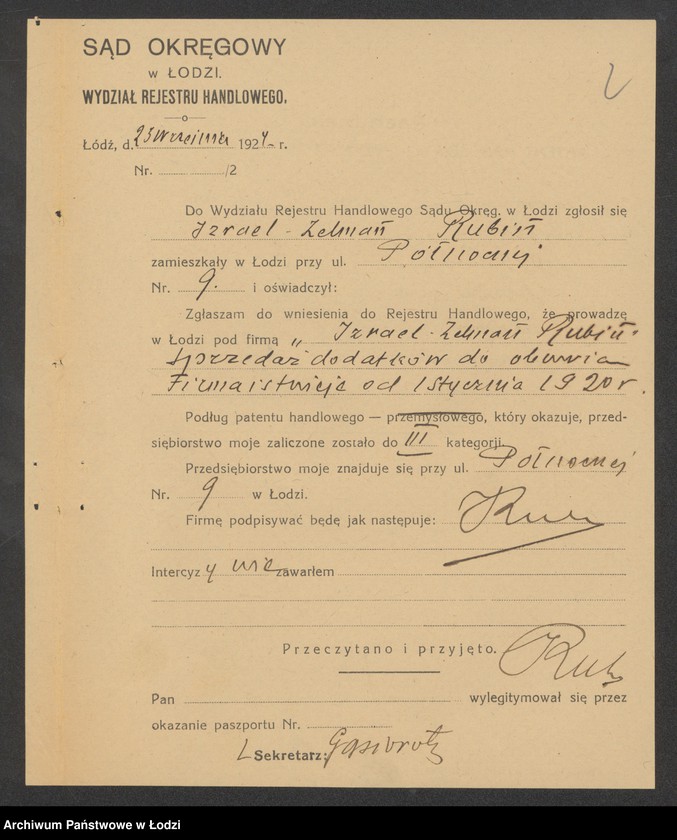 SĄD OKRĘGOWY
w ŁODZI.
WYDZIAŁ REJESTRU HANDLOWEGO.
Łódź, d. 23 września 1924 r.
Nr. /2
Do Wydziału Rejestru Handlowego Sądu Okręg. w Łodzi zgłosił się
Izrael-Zelman Rubin
zamieszkały w Łodzi przy ul. Północnej
Nr. 9. i oświadczył:
Zgłaszam do wniesienia do Rejestru Handlowego, że prowadzę
w Łodzi pod firmą „Izrael-Zelman Rubin"
sprzedaż dodatków do obuwia
Firma istnieje od 1 stycznia 1920 r.
Podług patentu handlowego — przemysłowego, który okazuje, przed-
siębiorstwo moje zaliczone zostało do III kategorji.
Przedsiębiorstwo moje znajduje się przy ul. Północnej
Nr. 9 w Łodzi.
Firmę podpisywać będę jak następuje:
Intercyzy nie zawarłem
Przeczytano i przyjęto.
Pan wylegitymował się przez
okazanie paszportu Nr.
Sekretarz:
Archiwum Państwowe w Łodzi